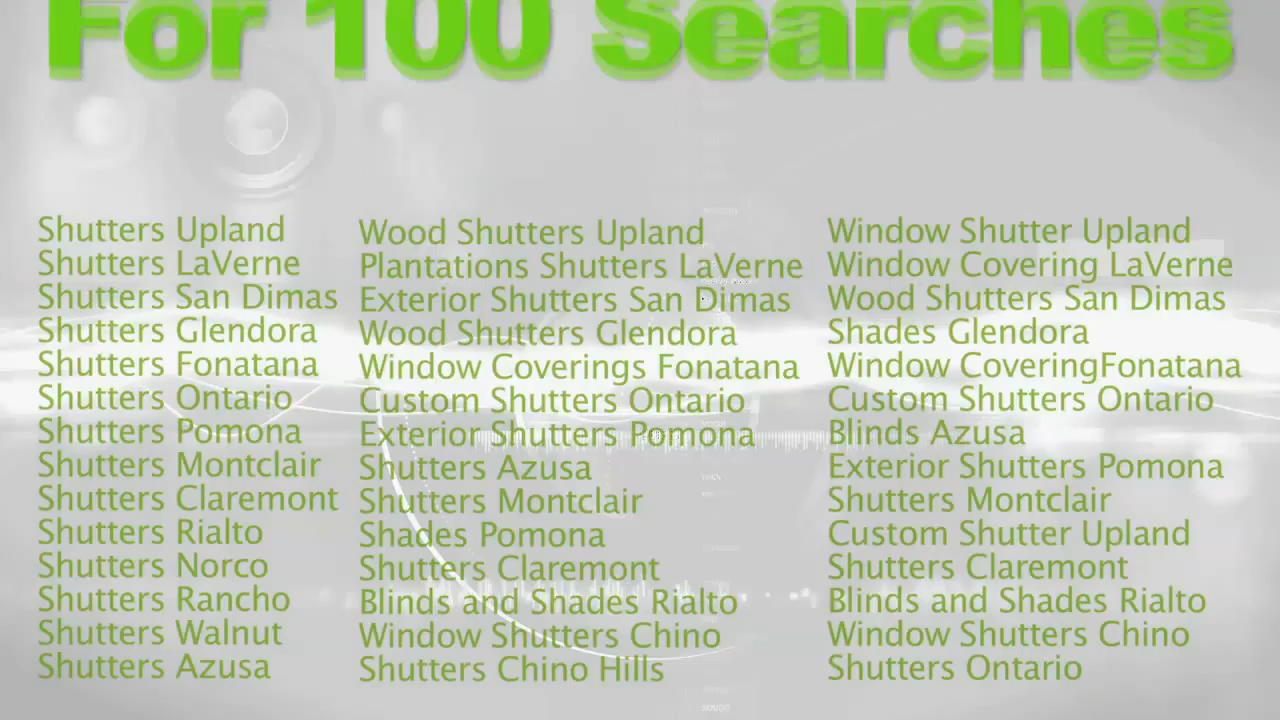 For 100 Searches
Shutters Upland
Shutters LaVerne
Shutters San Dimas
Shutters Glendora
Shutters Fonatana
Shutters Ontario
Shutters Pomona
Shutters Montclair
Shutters Claremont
Shutters Rialto
Shutters Norco
Shutters Rancho
Shutters Walnut
Shutters Azusa
Wood Shutters Upland
Plantations Shutters LaVerne
Exterior Shutters San Dimas
Wood Shutters Glendora
Window Coverings Fonatana
Custom Shutters Ontario
Exterior Shutters Pomona
Shutters Azusa
Shutters Montclair
Shades Pomona
Shutters Claremont
Blinds and Shades Rialto
Window Shutters Chino
Shutters Chino Hills
Window Shutter Upland
Window Covering LaVerne
Wood Shutters San Dimas
Shades Glendora
Window CoveringFonatana
Custom Shutters Ontario
Blinds Azusa
Exterior Shutters Pomona
Shutters Montclair
Custom Shutter Upland
Shutters Claremont
Blinds and Shades Rialto
Window Shutters Chino
Shutters Ontario